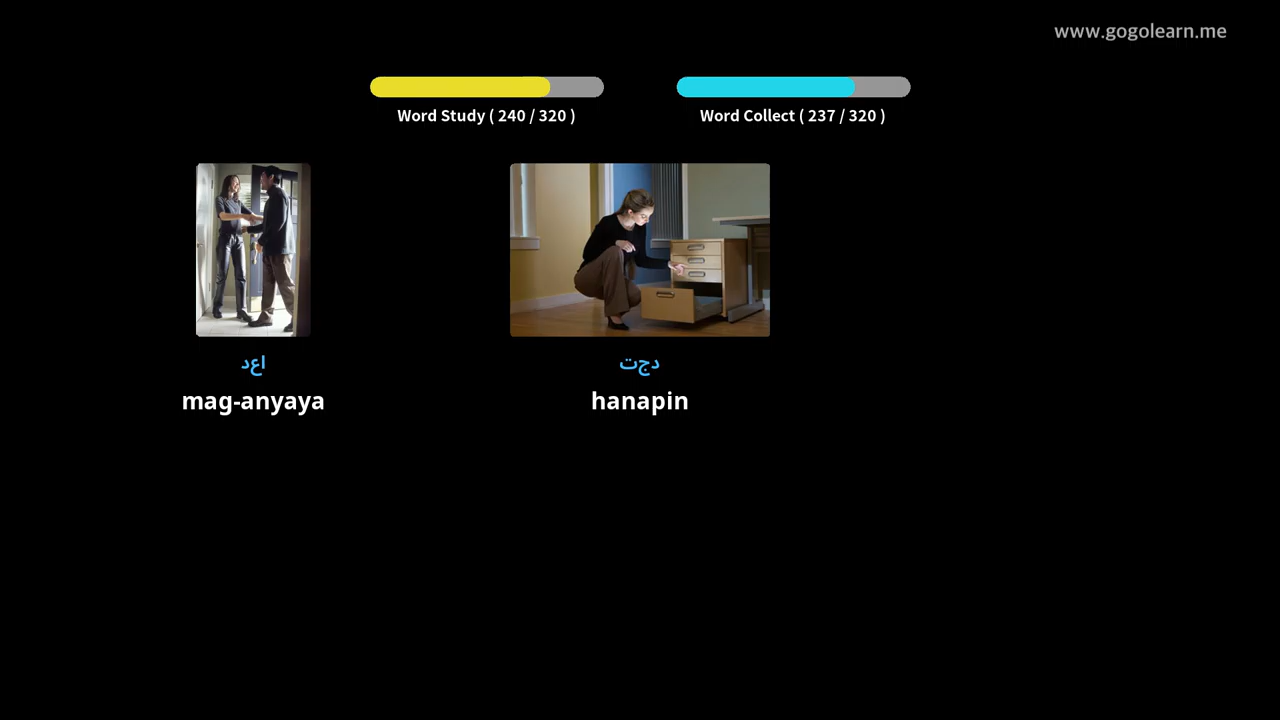 www.gogolearn.me
Word Study ( 240 / 320 )
Word Collect ( 237 / 320 )
اعد
mag-anyaya
دجت
hanapin